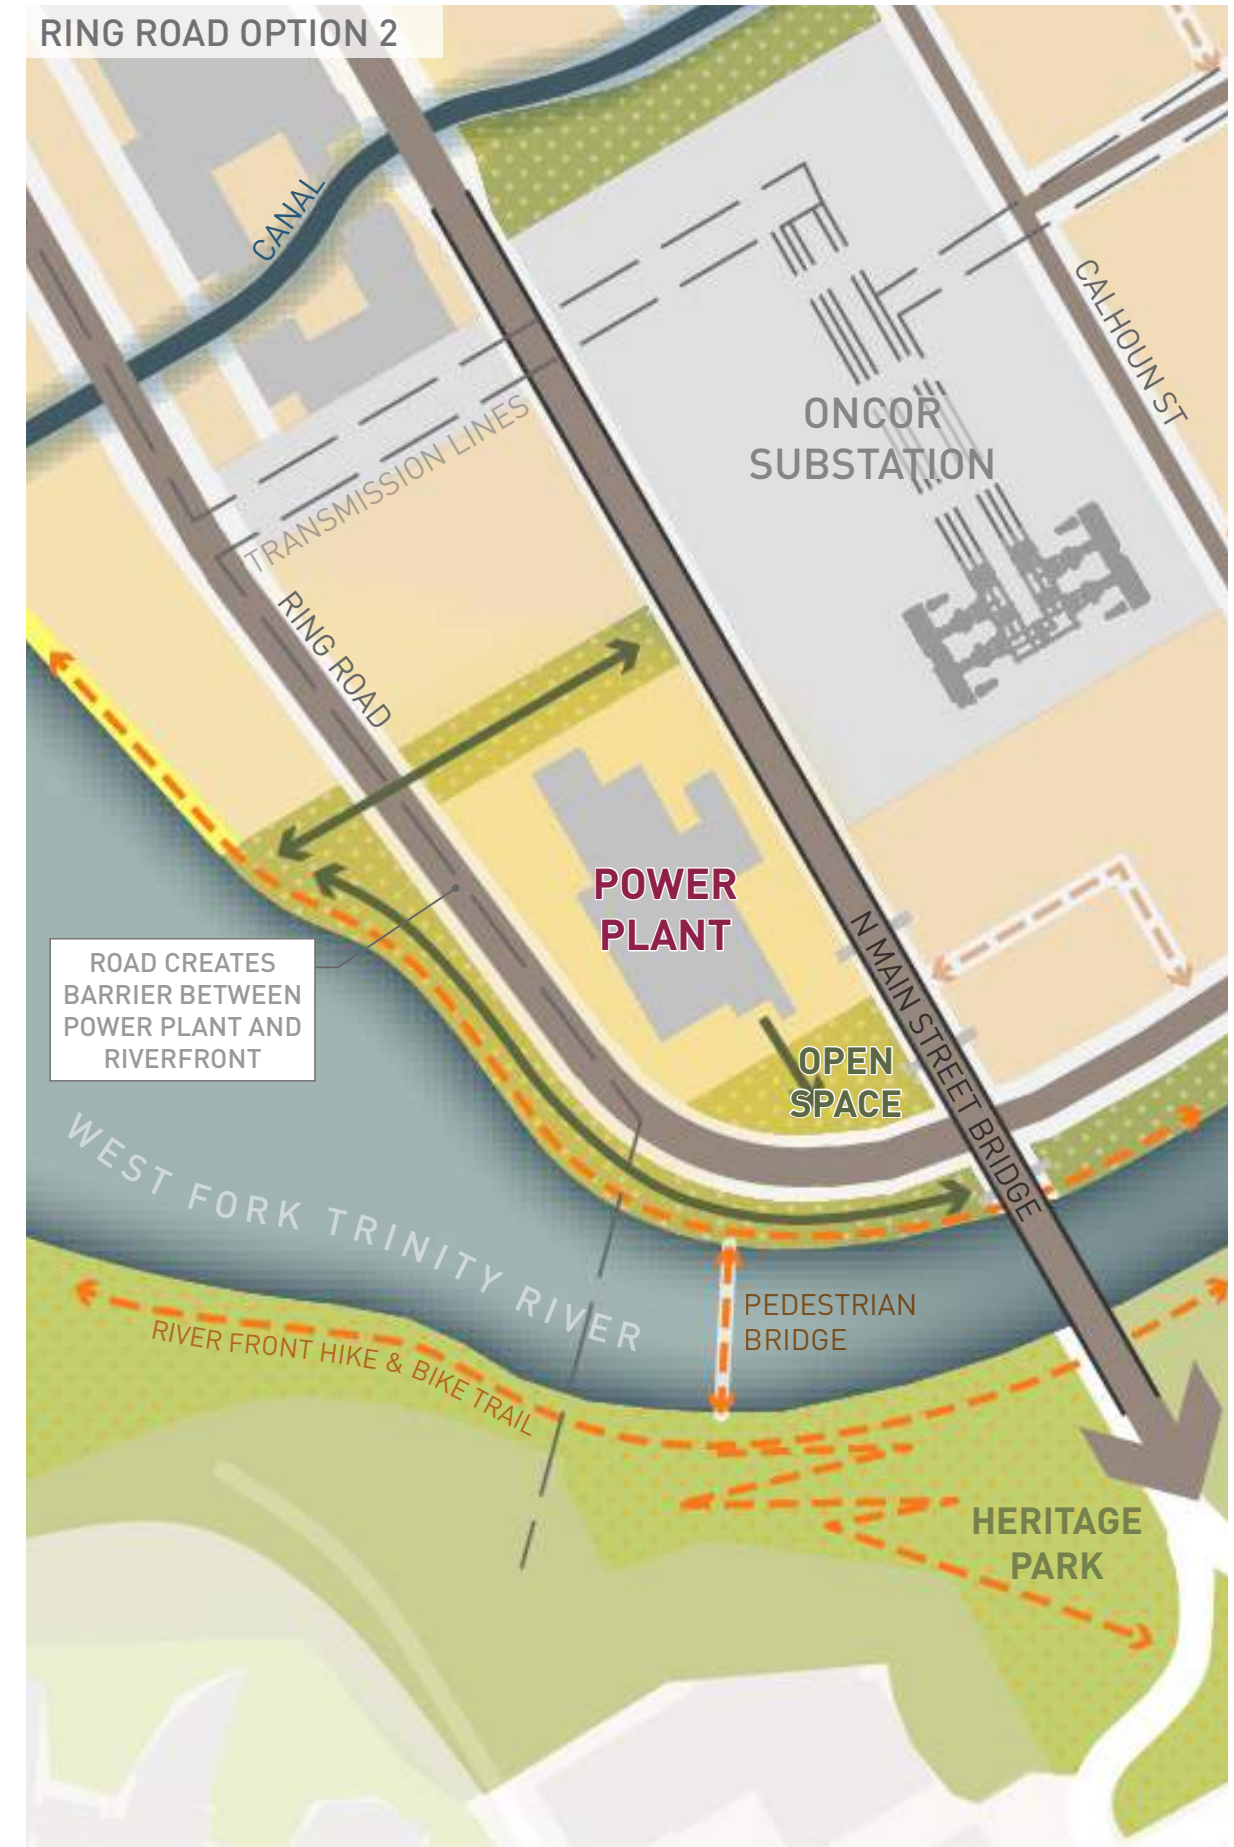 RING ROAD OPTION 2
CANAL
CALHOUN ST
ONCOR
SUBSTATION
TRANSMISSION LINES
RING ROAD
POWER
PLANT
N MAIN STREET BRIDGE
ROAD CREATES
BARRIER BETWEEN
POWER PLANT AND
RIVERFRONT
OPEN
SPACE
WEST FORK TRINITY RIVER
PEDESTRIAN
BRIDGE
RIVER FRONT HIKE & BIKE TRAIL
HERITAGE
PARK